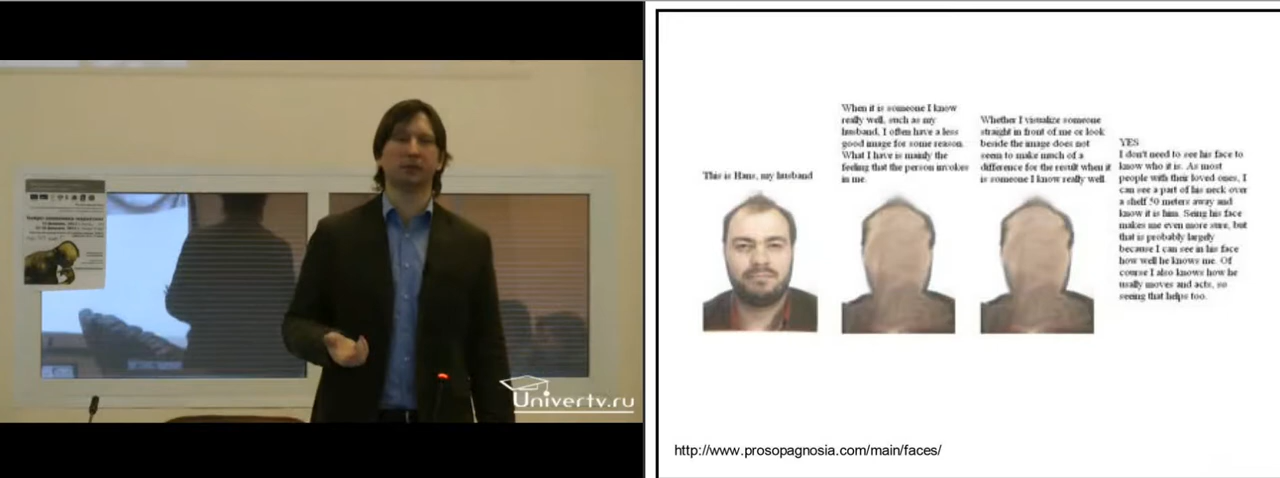 Univertv.ru
This is Hans, my husband
When it is someone I know
really well, such as my
husband, I often have a less
good image for some reason.
What I have is mainly the
feeling that the person invokes
in me.
Whether I visualize someone
straight in front of me or look
beside the image does not
seem to make much of a
difference for the result when it
is someone I know really well.
YES
I don't need to see his face to
know who it is. As most
people with their loved ones, I
can see a part of his neck over
a shelf 50 meters away and
know it is him. Seing his face
makes me even more sure, but
that is probably largely
because I can see in his face
how well he knows me. Of
course I also knows how he
usally moves and acts, so
seeing that helps too.
http://www.prosopagnosia.com/main/faces/